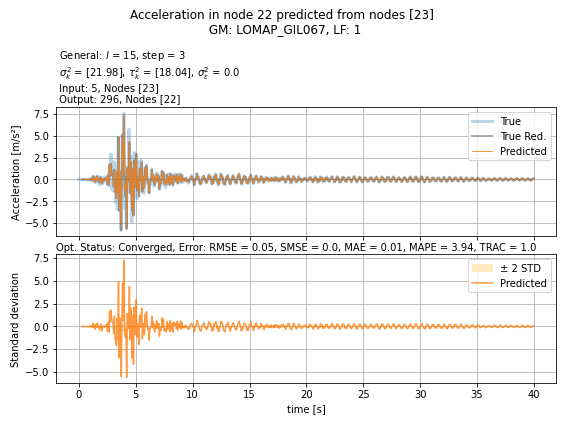 Acceleration in node 22 predicted from nodes [23]
GM: LOMAP_GIL067, LF: 1
General: l = 15, step = 3
σ²ₖ = [21.98], τ²ₖ = [18.04], σ²ε = 0.0
Input: 5, Nodes [23]
Output: 296, Nodes [22]
7.5
5.0
2.5
0.0
−2.5
−5.0
Acceleration [m/s²]
True
True Red.
Predicted
Opt. Status: Converged, Error: RMSE = 0.05, SMSE = 0.0, MAE = 0.01, MAPE = 3.94, TRAC = 1.0
7.5
5.0
2.5
0.0
−2.5
−5.0
Standard deviation
± 2 STD
Predicted
0 5 10 15 20 25 30 35 40
time [s]